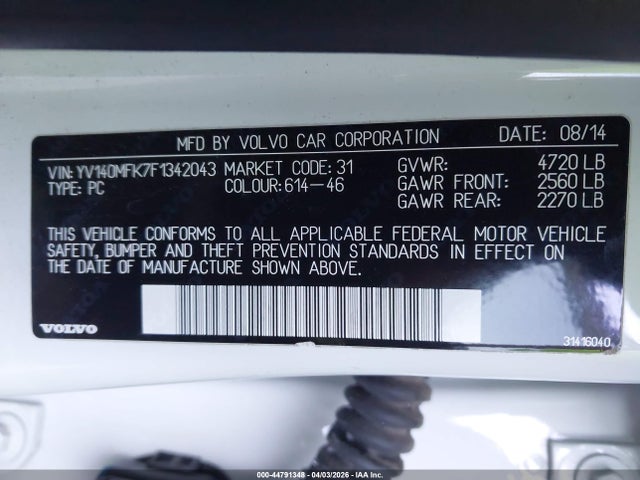 MFD BY VOLVO CAR CORPORATION DATE: 08/14
VIN: YV140MFK7F1342043 MARKET CODE: 31 GVWR: 4720 LB
TYPE: PC COLOUR: 614-46 GAWR FRONT: 2560 LB
GAWR REAR: 2270 LB
THIS VEHICLE CONFORMS TO ALL APPLICABLE FEDERAL MOTOR VEHICLE
SAFETY, BUMPER AND THEFT PREVENTION STANDARDS IN EFFECT ON
THE DATE OF MANUFACTURE SHOWN ABOVE.
VOLVO
31416040
000-44791348 - 04/03/2026 - IAA Inc.